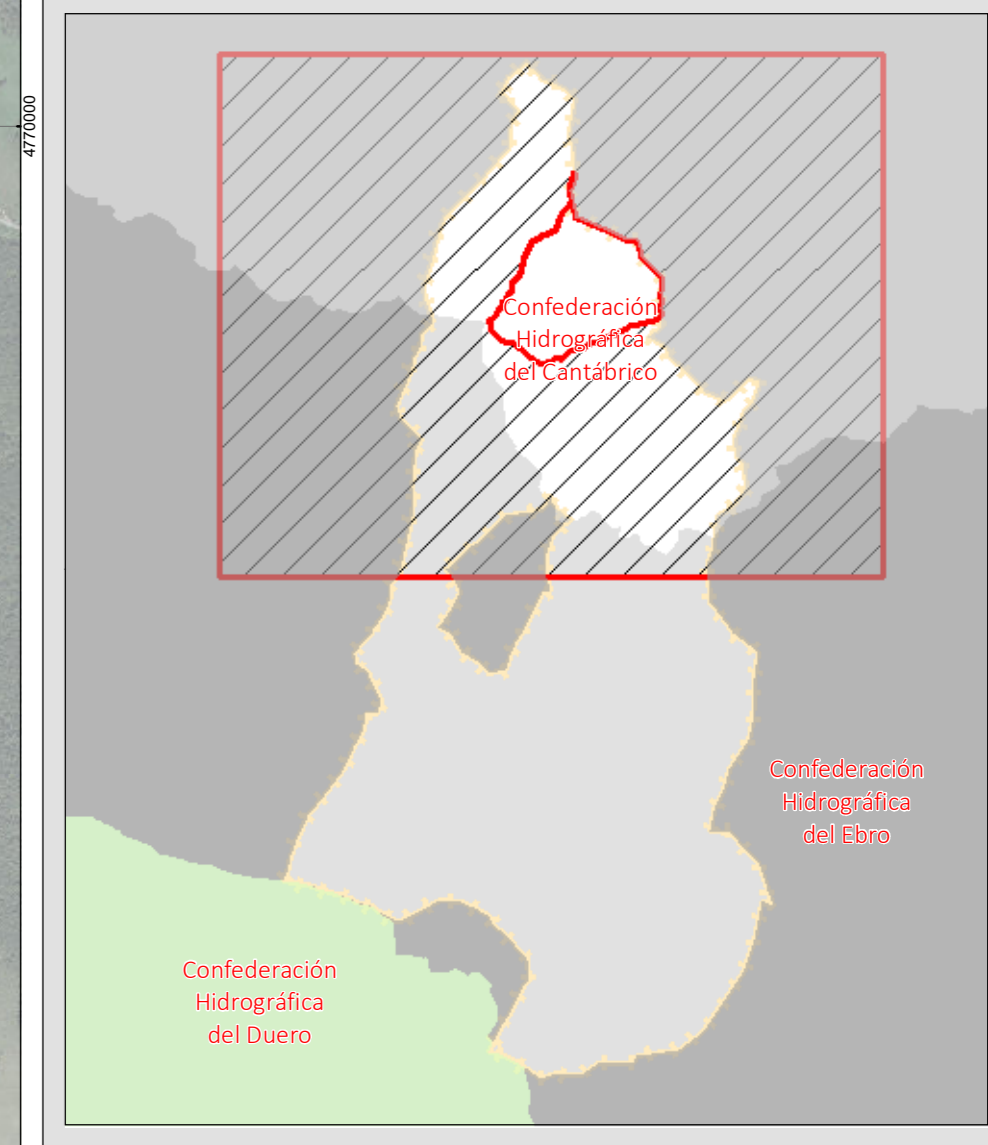 4770000
Confederación
Hidrográfica
del Cantábrico
Confederación
Hidrográfica
del Ebro
Confederación
Hidrográfica
del Duero